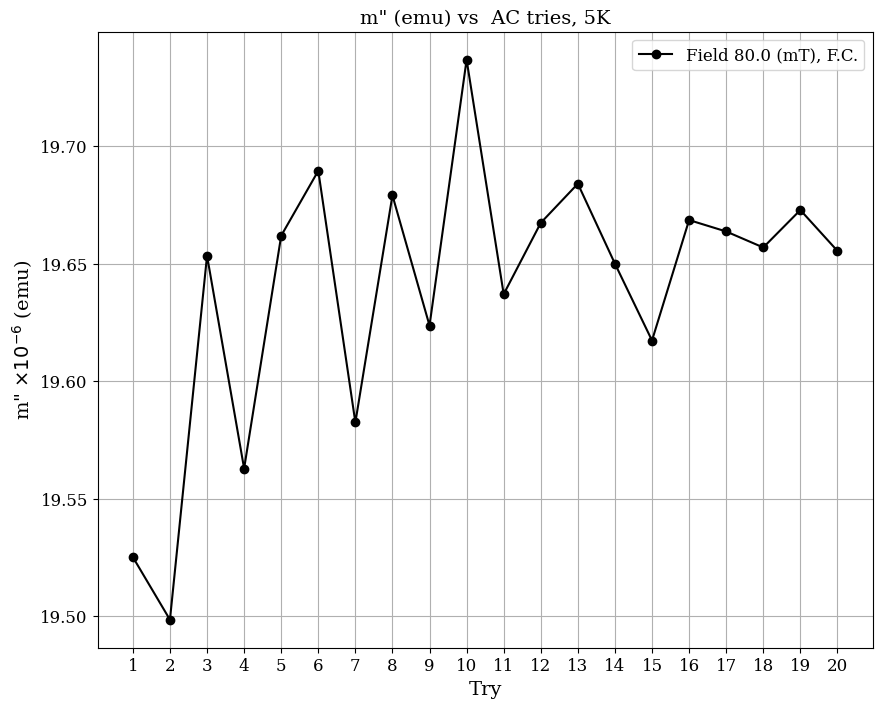 m" (emu) vs  AC tries, 5K
Field 80.0 (mT), F.C.
m" ×10⁻⁶ (emu)
19.70
19.65
19.60
19.55
19.50
1 2 3 4 5 6 7 8 9 10 11 12 13 14 15 16 17 18 19 20
Try